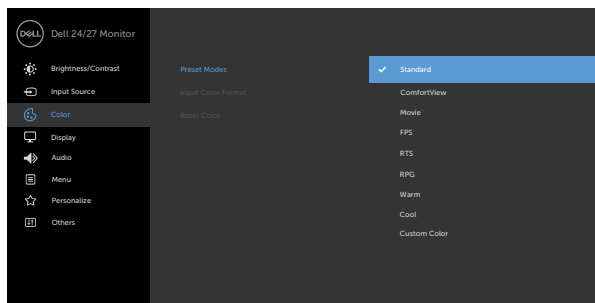 DELL Dell 24/27 Monitor
Brightness/Contrast
Input Source
Color
Display
Audio
Menu
Personalize
Others
Preset Modes
Input Color Format
Reset Color
Standard
ComfortView
Movie
FPS
RTS
RPG
Warm
Cool
Custom Color